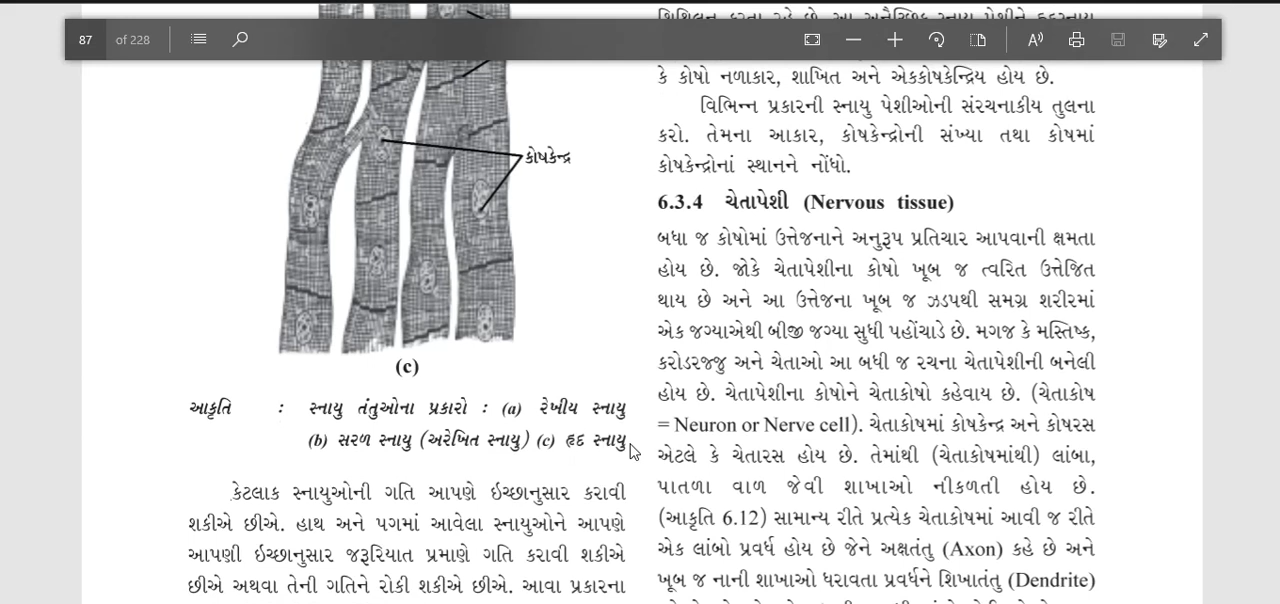 87 of 228
કોષકેન્દ્ર
(c)
આકૃતિ : સ્નાયુ તંતુઓના પ્રકારો : (a) રેખીય સ્નાયુ
(b) સરળ સ્નાયુ (અરેખિત સ્નાયુ) (c) હૃદ સ્નાયુ
કેટલાક સ્નાયુઓની ગતિ આપણે ઇચ્છાનુસાર કરાવી
શકીએ છીએ. હાથ અને પગમાં આવેલા સ્નાયુઓને આપણે
આપણી ઇચ્છાનુસાર જરૂરિયાત પ્રમાણે ગતિ કરાવી શકીએ
છીએ અથવા તેની ગતિને રોકી શકીએ છીએ. આવા પ્રકારના
કે કોષો નળાકાર, શાખિત અને એકકોષકેન્દ્રિય હોય છે.
વિભિન્ન પ્રકારની સ્નાયુ પેશીઓની સંરચનાકીય તુલના
કરો. તેમના આકાર, કોષકેન્દ્રોની સંખ્યા તથા કોષમાં
કોષકેન્દ્રોનાં સ્થાનને નોંધો.
6.3.4 ચેતાપેશી (Nervous tissue)
બધા જ કોષોમાં ઉત્તેજનાને અનુરૂપ પ્રતિચાર આપવાની ક્ષમતા
હોય છે. જોકે ચેતાપેશીના કોષો ખૂબ જ ત્વરિત ઉત્તેજિત
થાય છે અને આ ઉત્તેજના ખૂબ જ ઝડપથી સમગ્ર શરીરમાં
એક જગ્યાએથી બીજી જગ્યા સુધી પહોંચાડે છે. મગજ કે મસ્તિષ્ક,
કરોડરજ્જુ અને ચેતાઓ આ બધી જ રચના ચેતાપેશીની બનેલી
હોય છે. ચેતાપેશીના કોષોને ચેતાકોષો કહેવાય છે. (ચેતાકોષ
= Neuron or Nerve cell). ચેતાકોષમાં કોષકેન્દ્ર અને કોષરસ
એટલે કે ચેતારસ હોય છે. તેમાંથી (ચેતાકોષમાંથી) લાંબા,
પાતળા વાળ જેવી શાખાઓ નીકળતી હોય છે.
(આકૃતિ 6.12) સામાન્ય રીતે પ્રત્યેક ચેતાકોષમાં આવી જ રીતે
એક લાંબો પ્રવર્ધ હોય છે જેને અક્ષતંતુ (Axon) કહે છે અને
ખૂબ જ નાની શાખાઓ ધરાવતા પ્રવર્ધને શિખાતંતુ (Dendrite)